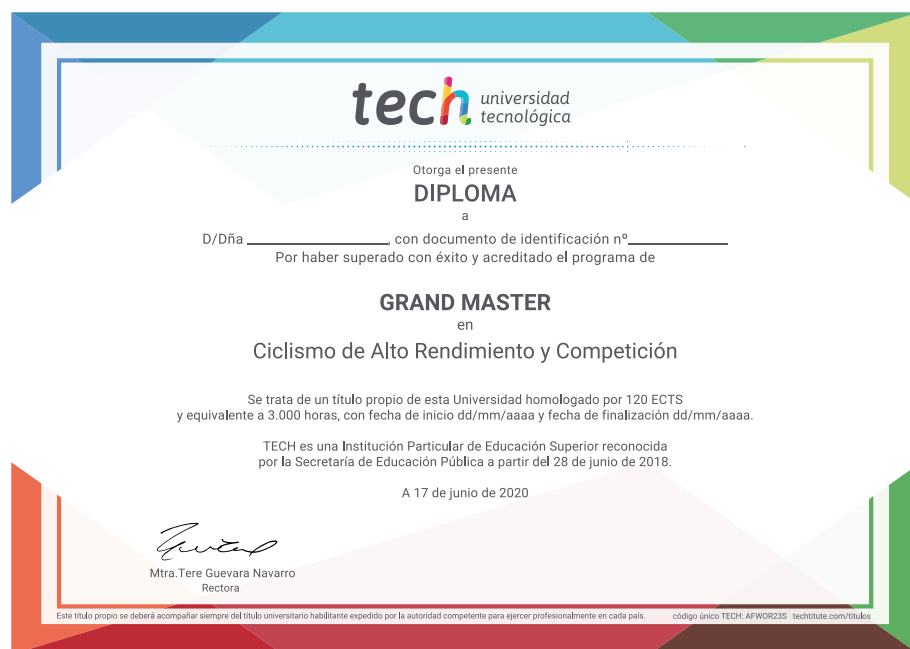 tech universidad
tecnológica
Otorga el presente
DIPLOMA
a
D/Dña ____________________, con documento de identificación nº______________
Por haber superado con éxito y acreditado el programa de
GRAND MASTER
en
Ciclismo de Alto Rendimiento y Competición
Se trata de un título propio de esta Universidad homologado por 120 ECTS
y equivalente a 3.000 horas, con fecha de inicio dd/mm/aaaa y fecha de finalización dd/mm/aaaa.
TECH es una Institución Particular de Educación Superior reconocida
por la Secretaría de Educación Pública a partir del 28 de junio de 2018.
A 17 de junio de 2020
Mtra.Tere Guevara Navarro
Rectora
Este título propio se deberá acompañar siempre del título universitario habilitante expedido por la autoridad competente para ejercer profesionalmente en cada país. código único TECH: AFWOR23S techtitute.com/titulos